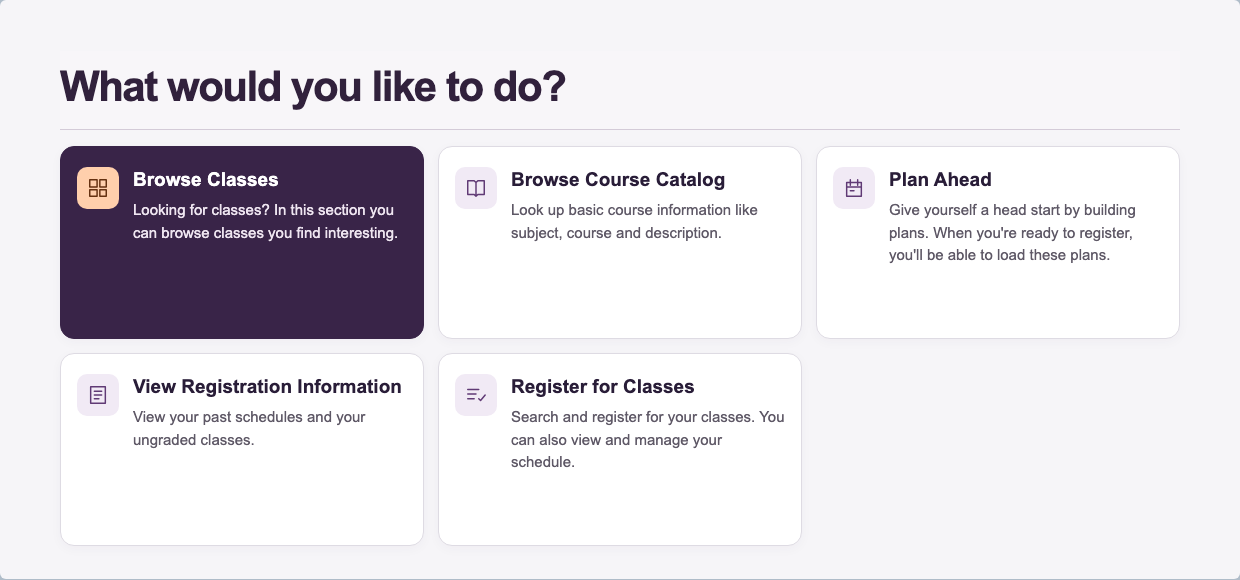 What would you like to do?
Browse Classes
Looking for classes? In this section you
can browse classes you find interesting.
Browse Course Catalog
Look up basic course information like
subject, course and description.
Plan Ahead
Give yourself a head start by building
plans. When you're ready to register,
you'll be able to load these plans.
View Registration Information
View your past schedules and your
ungraded classes.
Register for Classes
Search and register for your classes. You
can also view and manage your
schedule.